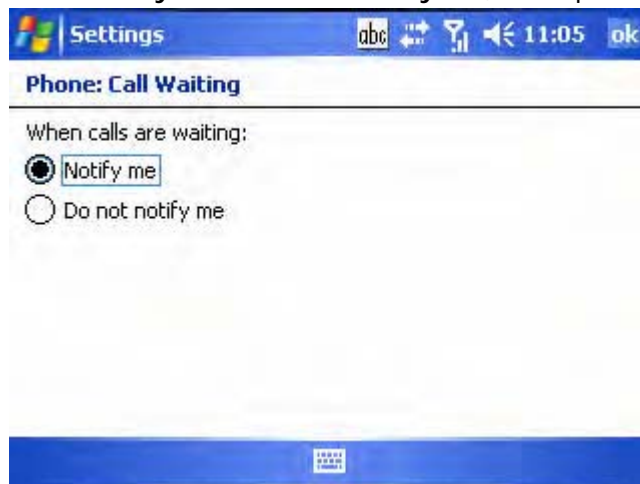 Settings abc 11:05 ok
Phone: Call Waiting
When calls are waiting:
Notify me
Do not notify me